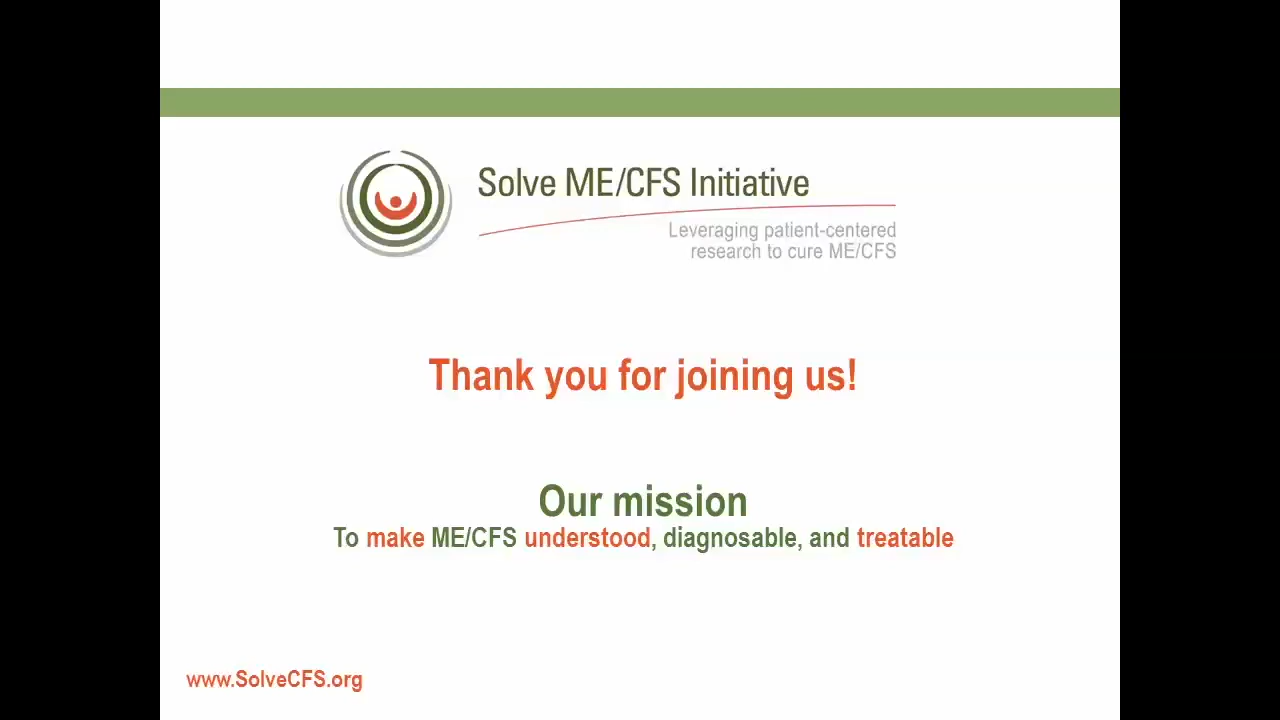 Solve ME/CFS Initiative
Leveraging patient-centered
research to cure ME/CFS
Thank you for joining us!
Our mission
To make ME/CFS understood, diagnosable, and treatable
www.SolveCFS.org